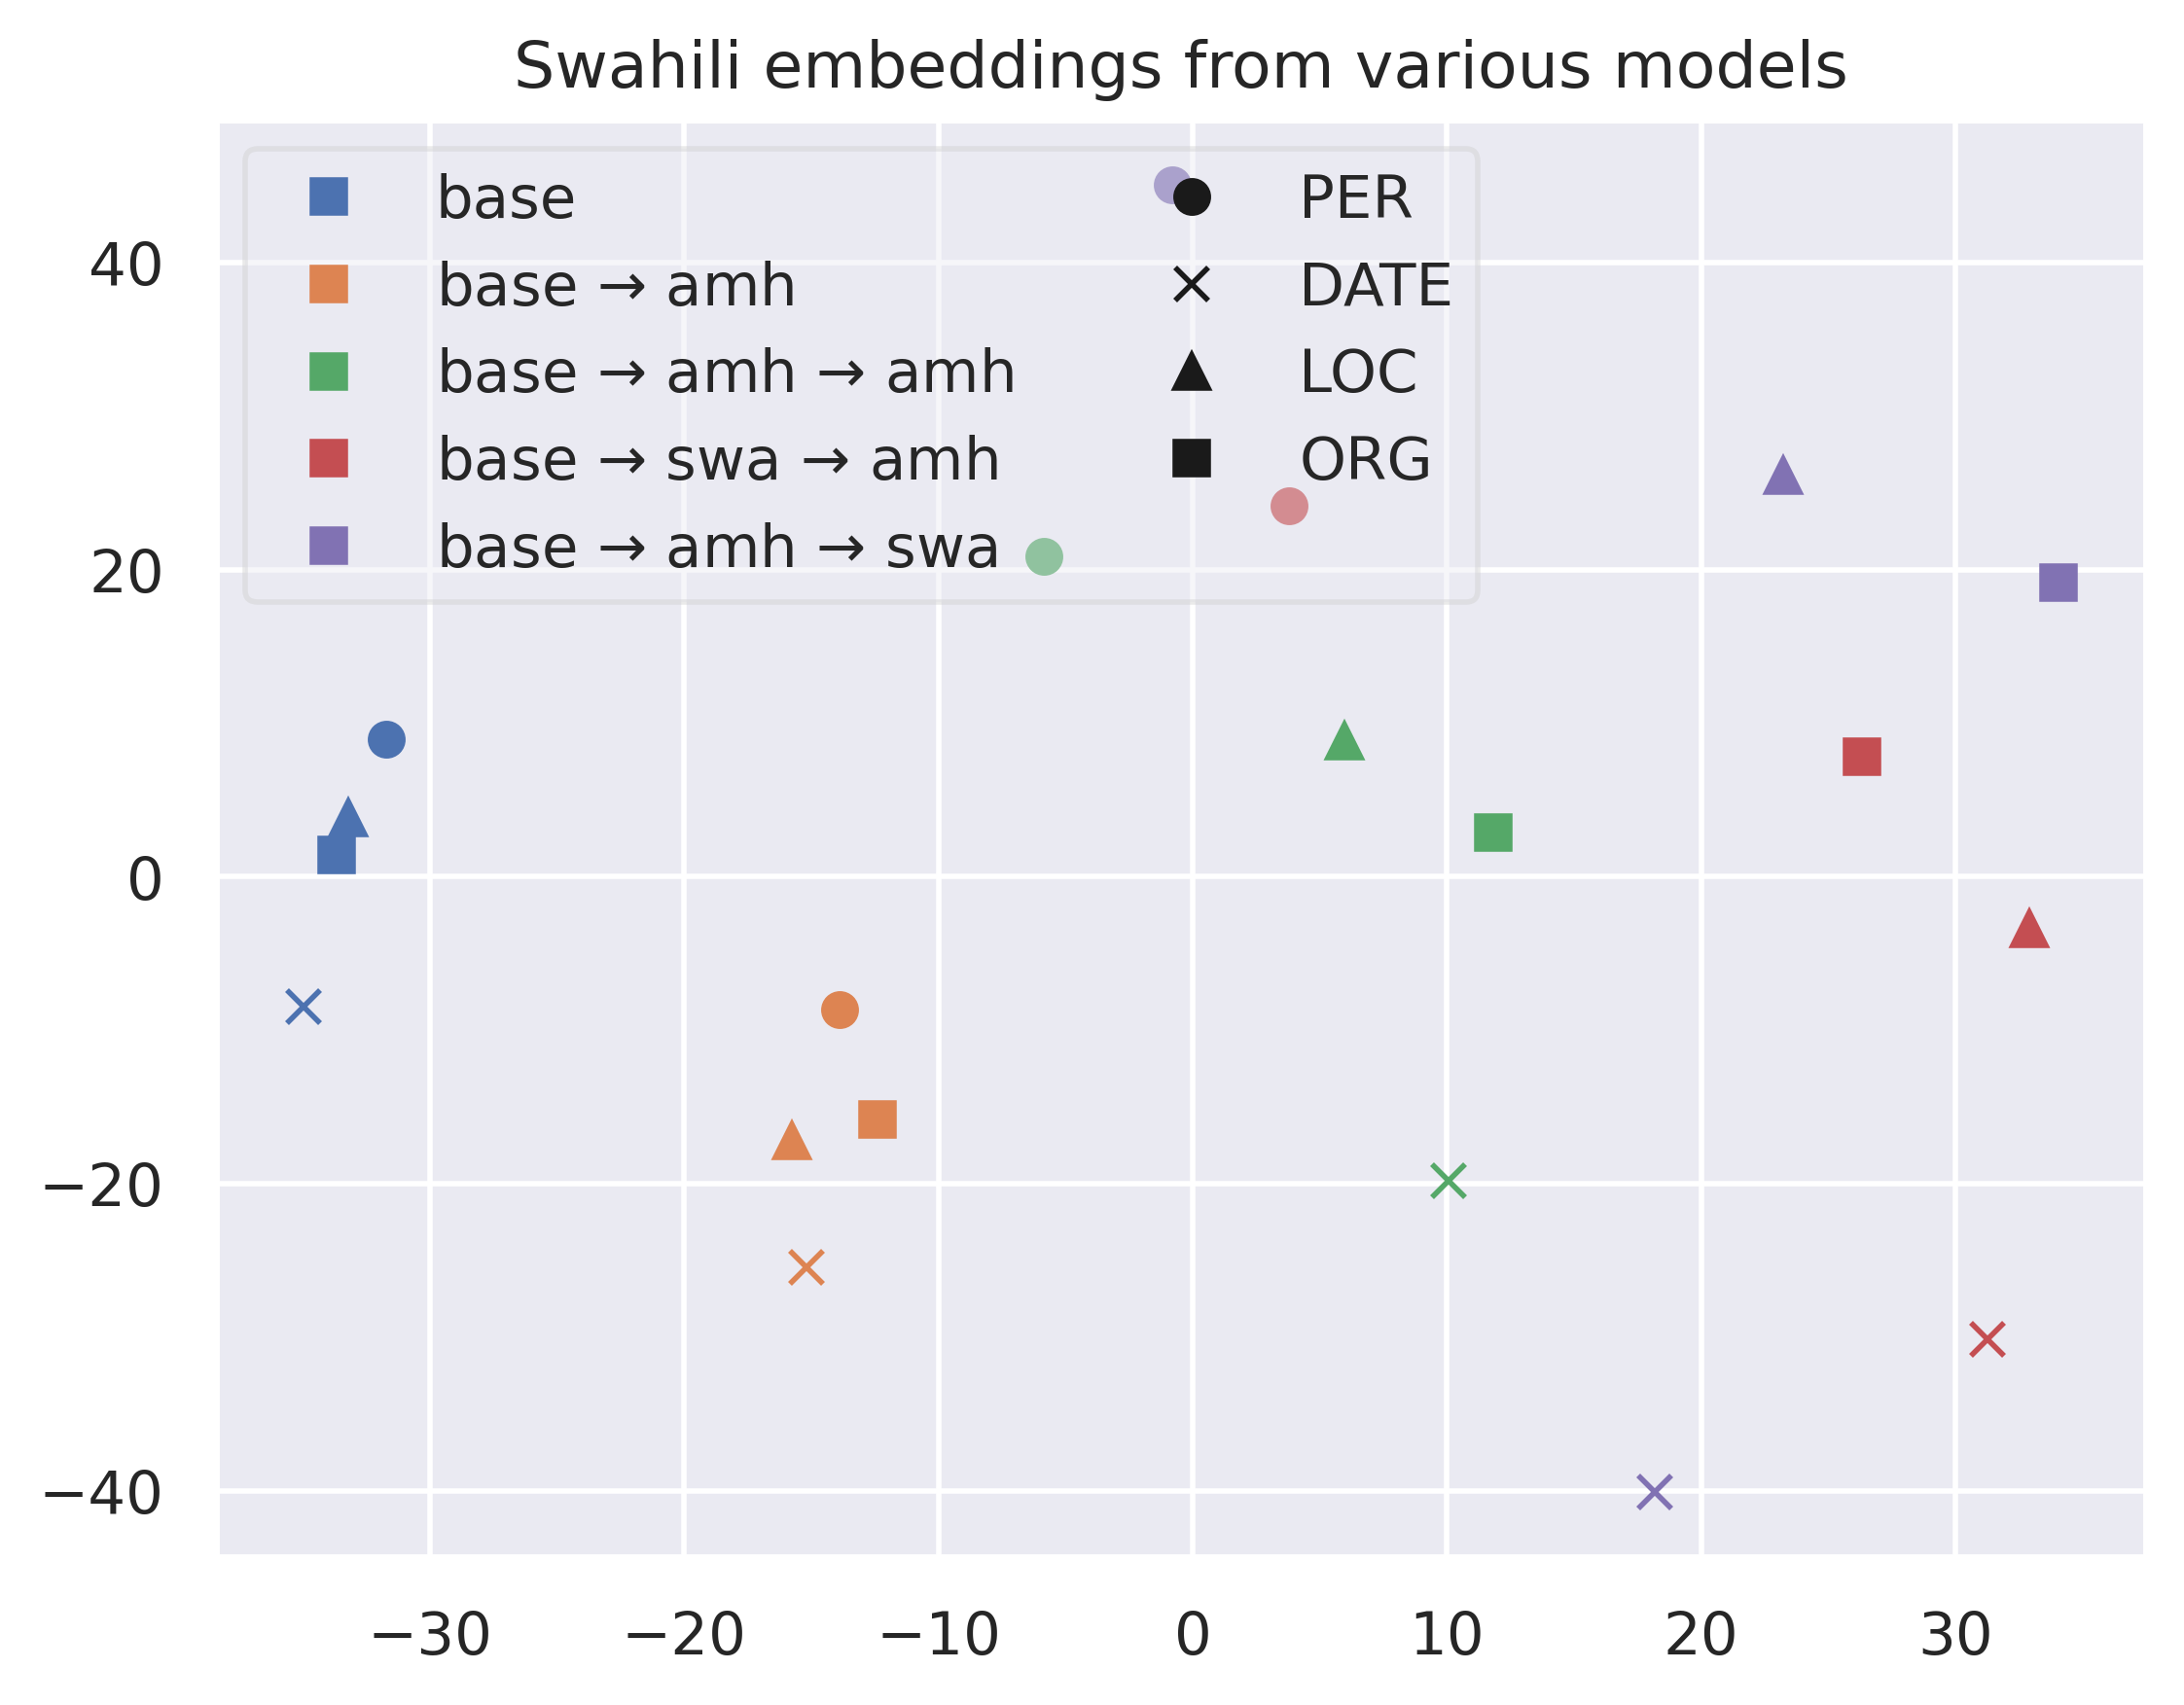 Swahili embeddings from various models
base
base → amh
base → amh → amh
base → swa → amh
base → amh → swa
PER
DATE
LOC
ORG
40
20
0
−20
−40
−30 −20 −10 0 10 20 30